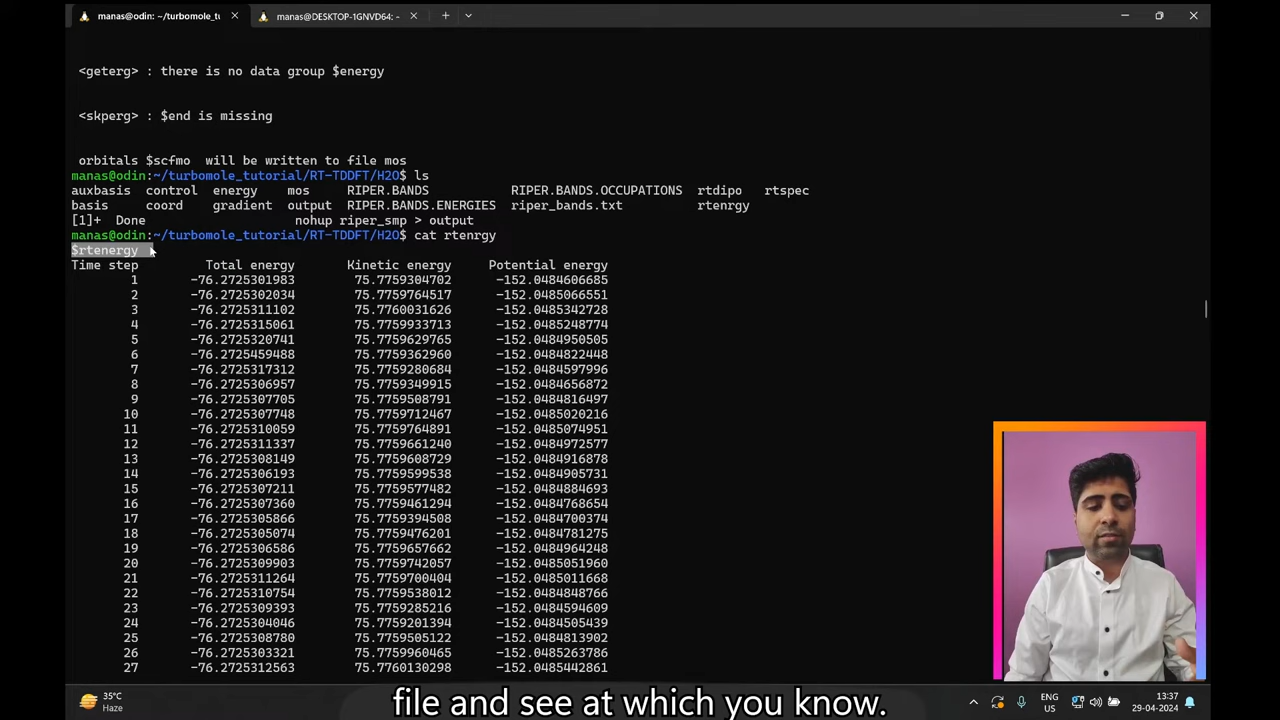 manas@odin: ~/turbomole_tu
manas@DESKTOP-1GNVD64: ~
<geterg> : there is no data group $energy
<skperg> : $end is missing
orbitals $scfmo will be written to file mos
manas@odin:~/turbomole_tutorial/RT-TDDFT/H2O$ ls
auxbasis control energy mos RIPER.BANDS RIPER.BANDS.OCCUPATIONS rtdipo rtspec
basis coord gradient output RIPER.BANDS.ENERGIES riper_bands.txt rtenrgy
[1]+ Done nohup riper_smp > output
manas@odin:~/turbomole_tutorial/RT-TDDFT/H2O$ cat rtenrgy
$rtenergy
Time step Total energy Kinetic energy Potential energy
1 -76.2725301983 75.7759304702 -152.0484606685
2 -76.2725302034 75.7759764517 -152.0485066551
3 -76.2725311102 75.7760031626 -152.0485342728
4 -76.2725315061 75.7759933713 -152.0485248774
5 -76.2725320741 75.7759629765 -152.0484950505
6 -76.2725459488 75.7759362960 -152.0484822448
7 -76.2725317312 75.7759280684 -152.0484597996
8 -76.2725306957 75.7759349915 -152.0484656872
9 -76.2725307705 75.7759508791 -152.0484816497
10 -76.2725307748 75.7759712467 -152.0485020216
11 -76.2725310059 75.7759764891 -152.0485074951
12 -76.2725311337 75.7759661240 -152.0484972577
13 -76.2725308149 75.7759608729 -152.0484916878
14 -76.2725306193 75.7759599538 -152.0484905731
15 -76.2725307211 75.7759577482 -152.0484884693
16 -76.2725307360 75.7759461294 -152.0484768654
17 -76.2725305866 75.7759394508 -152.0484700374
18 -76.2725305074 75.7759476201 -152.0484781275
19 -76.2725306586 75.7759657662 -152.0484964248
20 -76.2725309903 75.7759742057 -152.0485051960
21 -76.2725311264 75.7759700404 -152.0485011668
22 -76.2725310754 75.7759538012 -152.0484848766
23 -76.2725309393 75.7759285216 -152.0484594609
24 -76.2725304046 75.7759201393 -152.0484505439
25 -76.2725308780 75.7759505122 -152.0484813902
26 -76.2725303321 75.7759960465 -152.0485263786
27 -76.2725312563 75.7760130298 -152.0485442861
35°C
Haze
ENG
IN
13:37
29-04-2024
file and see at which you know.